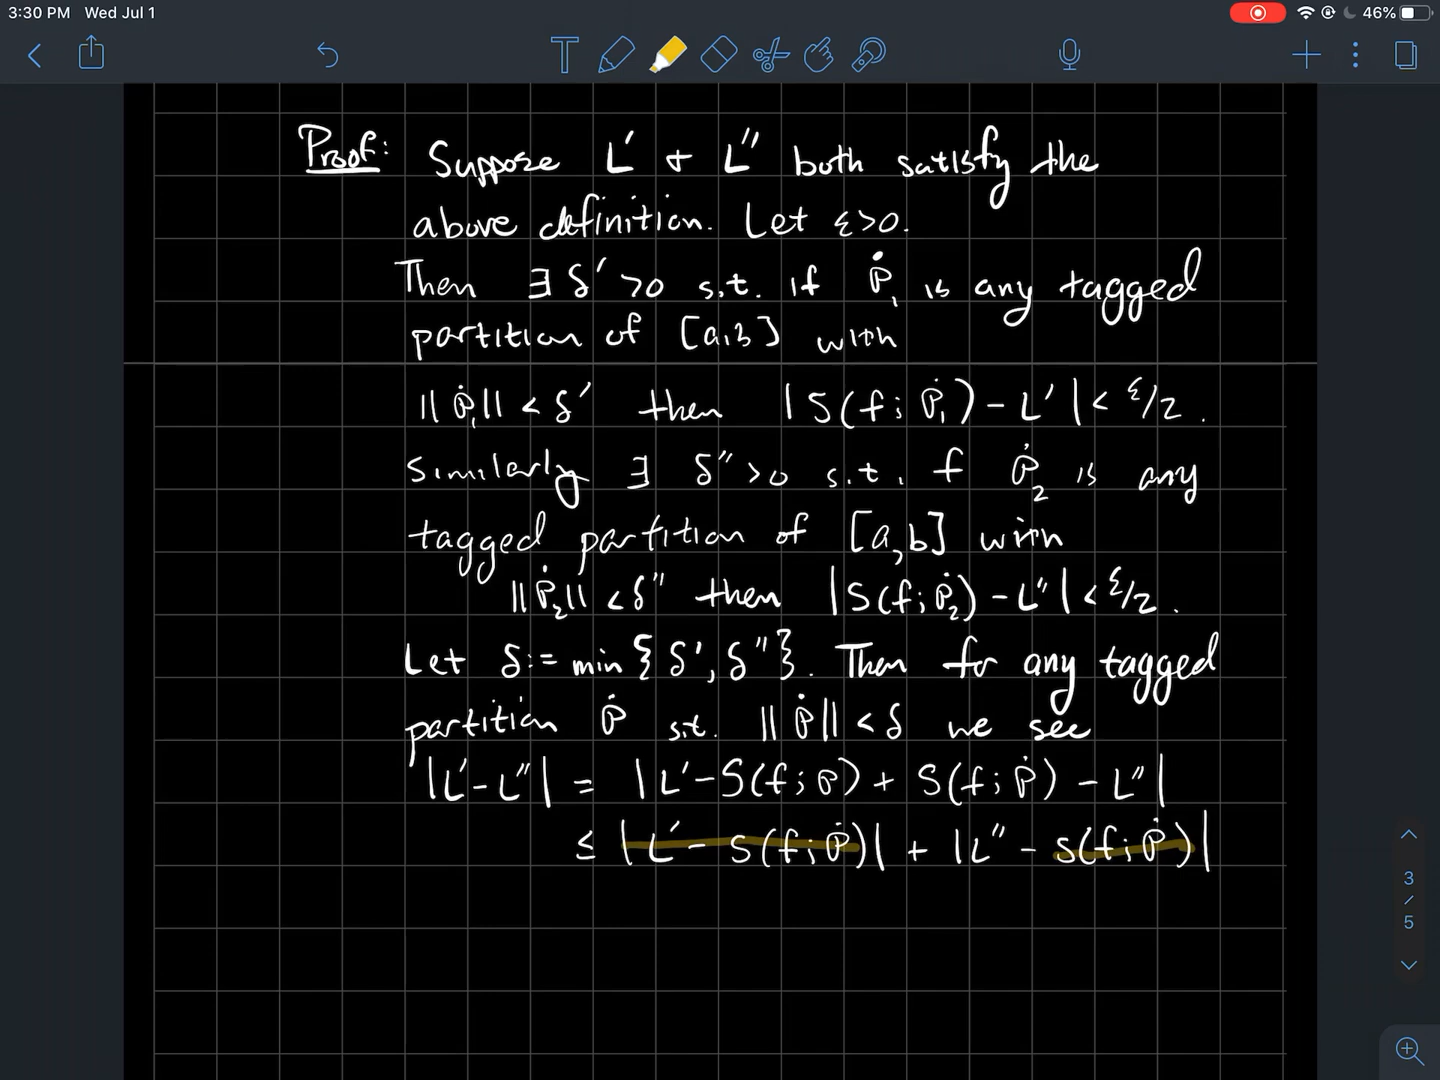 3:30 PM Wed Jul 1
46%
Proof: Suppose L' + L'' both satisfy the
above definition. Let ε>0.
Then ∃ δ' >0 s.t. if Ṗ₁ is any tagged
partition of [a,b] with
||Ṗ₁|| < δ' then |S(f; Ṗ₁) - L'| < ε/2.
Similarly ∃ δ'' >0 s.t. f Ṗ₂ is any
tagged partition of [a,b] with
||Ṗ₂|| < δ'' then |S(f; Ṗ₂) - L''| < ε/2.
Let δ := min{δ', δ''}. Then for any tagged
partition Ṗ s.t. ||Ṗ|| < δ we see
|L' - L''| = |L' - S(f; P) + S(f; Ṗ) - L''|
≤ |L' - S(f; Ṗ)| + |L'' - S(f; Ṗ)|
3
/
5